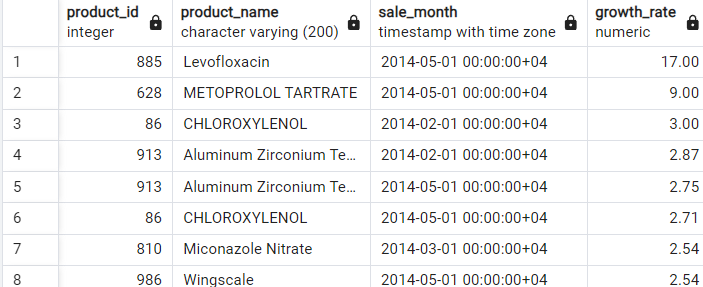 product_id product_name sale_month growth_rate
integer character varying (200) timestamp with time zone numeric
1 885 Levofloxacin 2014-05-01 00:00:00+04 17.00
2 628 METOPROLOL TARTRATE 2014-05-01 00:00:00+04 9.00
3 86 CHLOROXYLENOL 2014-02-01 00:00:00+04 3.00
4 913 Aluminum Zirconium Te... 2014-02-01 00:00:00+04 2.87
5 913 Aluminum Zirconium Te... 2014-05-01 00:00:00+04 2.75
6 86 CHLOROXYLENOL 2014-05-01 00:00:00+04 2.71
7 810 Miconazole Nitrate 2014-03-01 00:00:00+04 2.54
8 986 Wingscale 2014-05-01 00:00:00+04 2.54